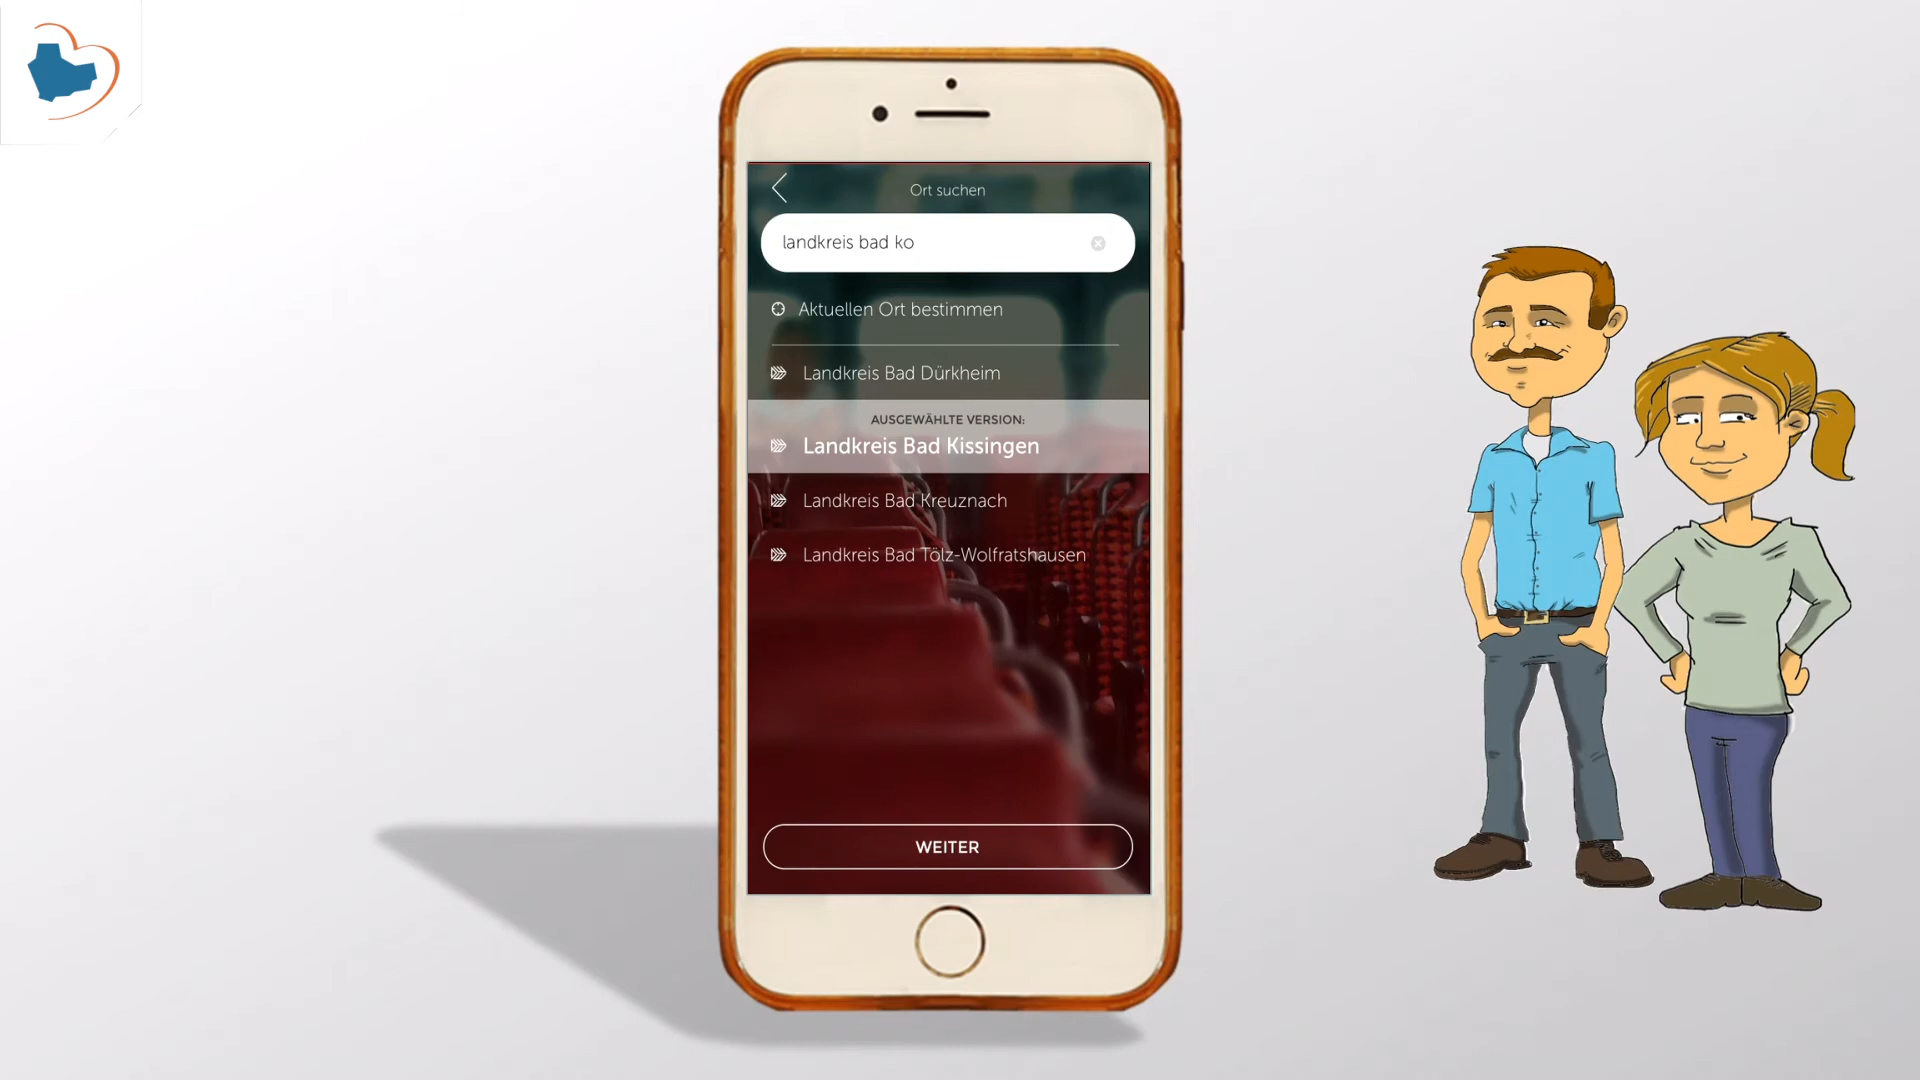 Ort suchen
landkreis bad ko
Aktuellen Ort bestimmen
Landkreis Bad Dürkheim
AUSGEWÄHLTE VERSION:
Landkreis Bad Kissingen
Landkreis Bad Kreuznach
Landkreis Bad Tölz-Wolfratshausen
WEITER